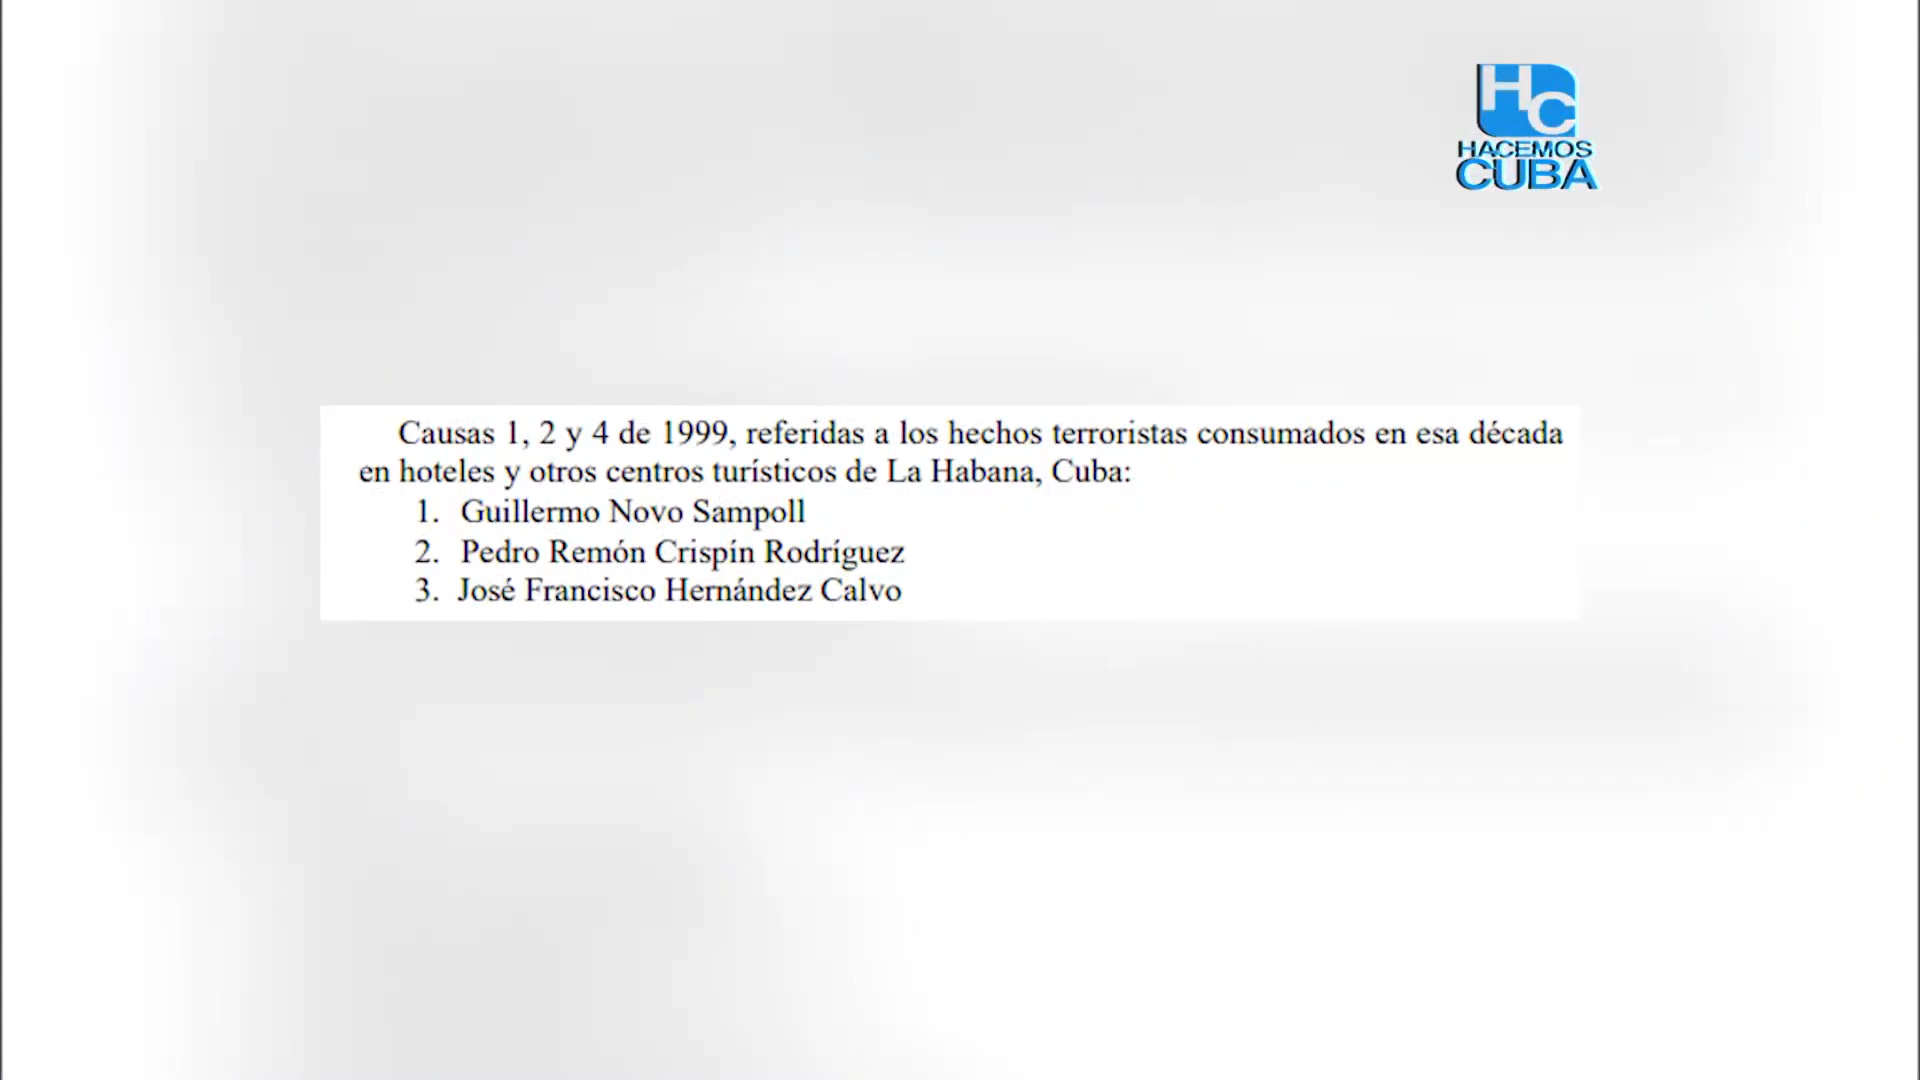 HC
HACEMOS
CUBA
Causas 1, 2 y 4 de 1999, referidas a los hechos terroristas consumados en esa década
en hoteles y otros centros turísticos de La Habana, Cuba:
1. Guillermo Novo Sampoll
2. Pedro Remón Crispín Rodríguez
3. José Francisco Hernández Calvo